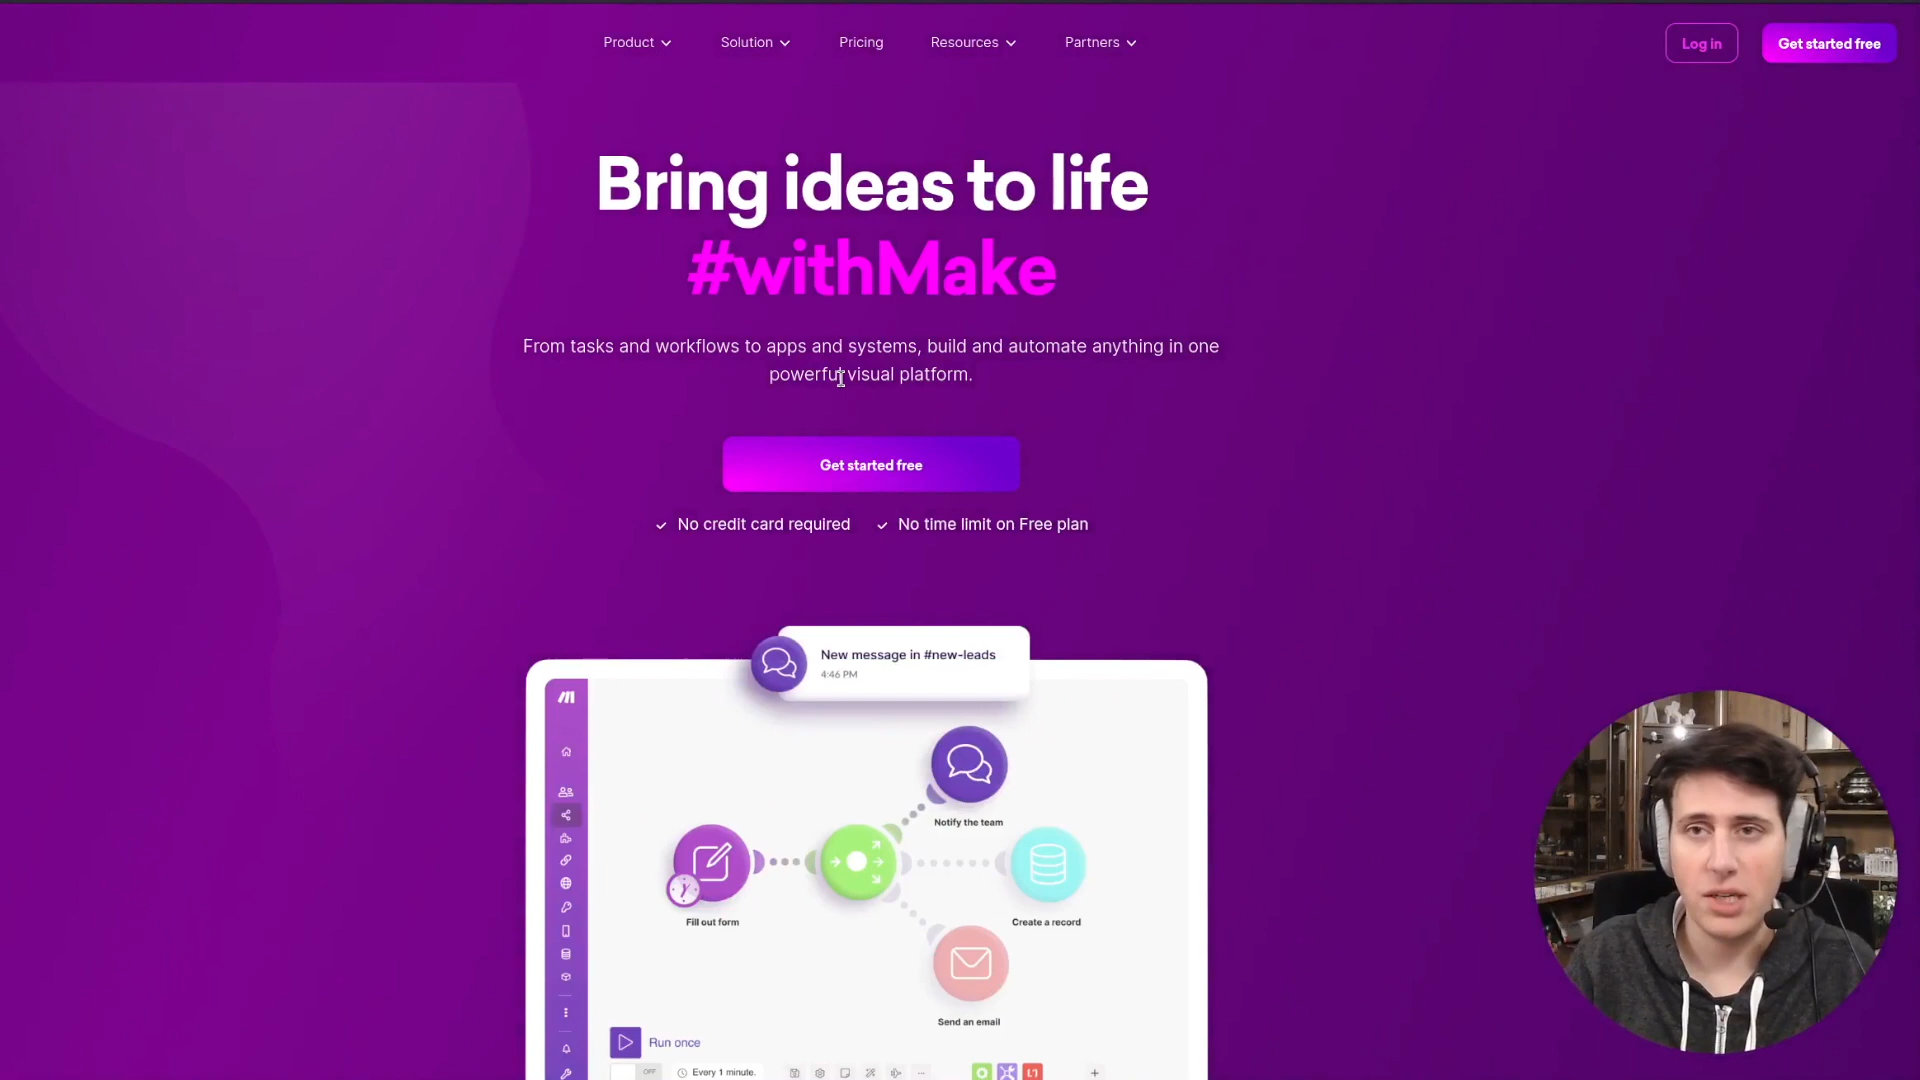 Product
Solution
Pricing
Resources
Partners
Log in
Get started free
Bring ideas to life
#withMake
From tasks and workflows to apps and systems, build and automate anything in one
powerful visual platform.
Get started free
No credit card required
No time limit on Free plan
New message in #new-leads
4:46 PM
Notify the team
Fill out form
Create a record
Send an email
Run once
OFF
Every 1 minute.